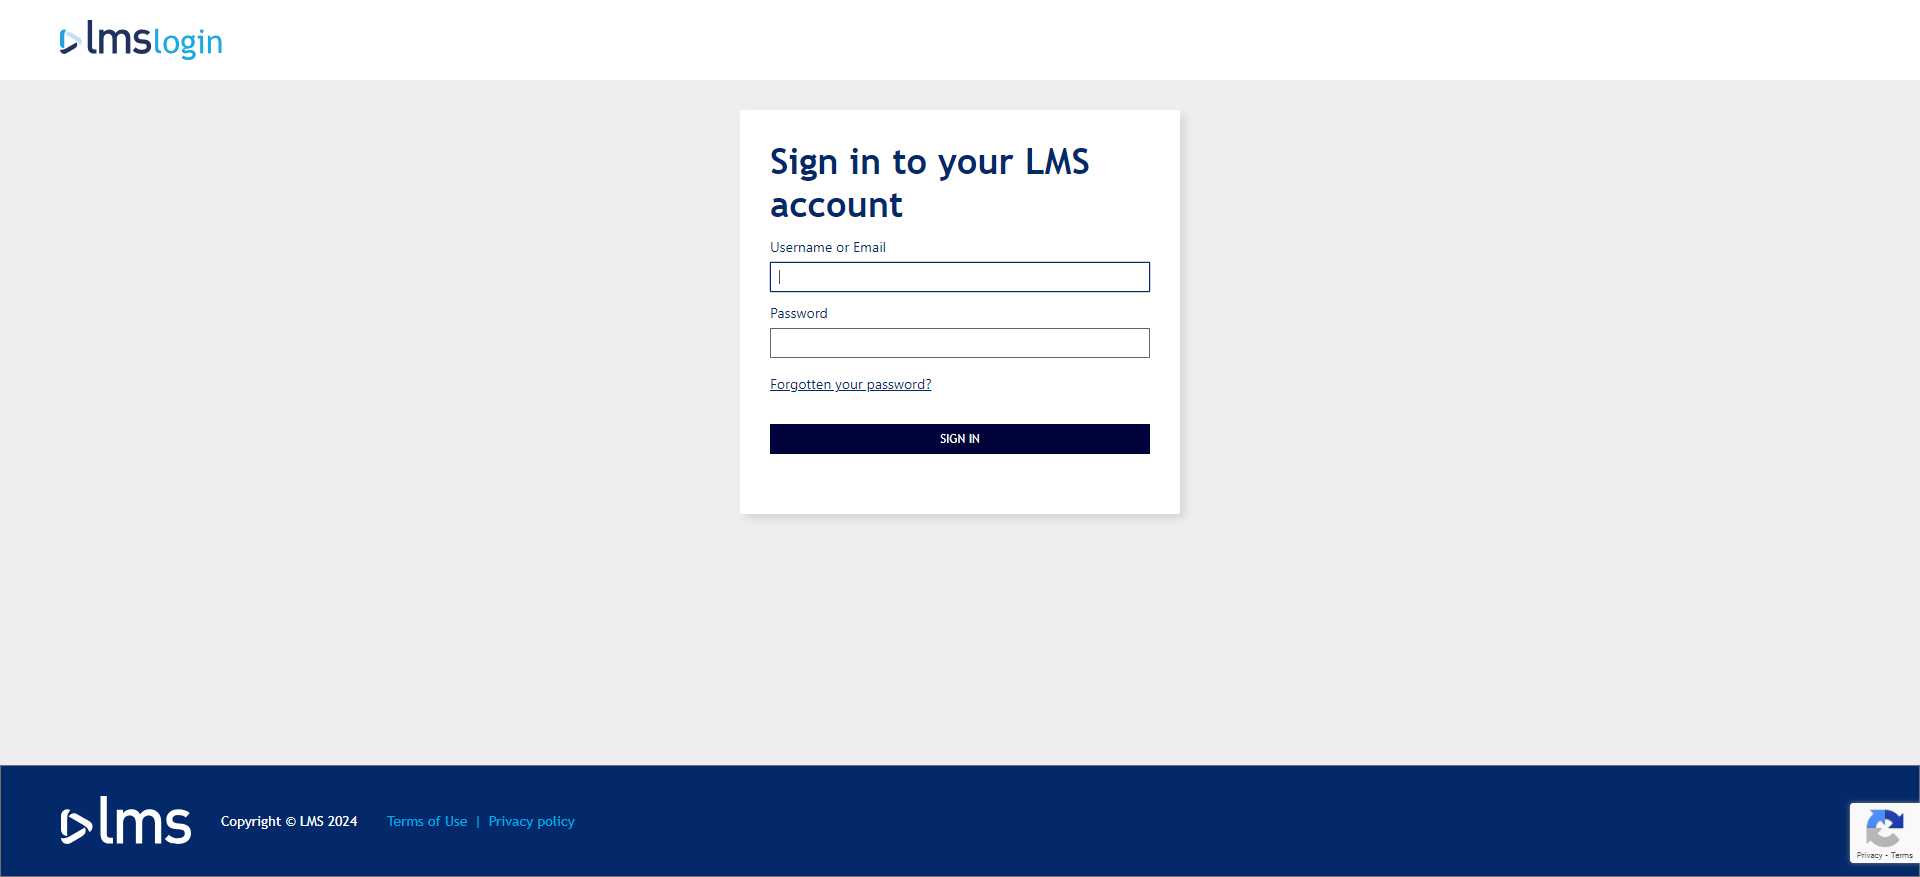 lmslogin
Sign in to your LMS
account
Username or Email
Password
Forgotten your password?
SIGN IN
lms
Copyright © LMS 2024
Terms of Use | Privacy policy
Privacy - Terms